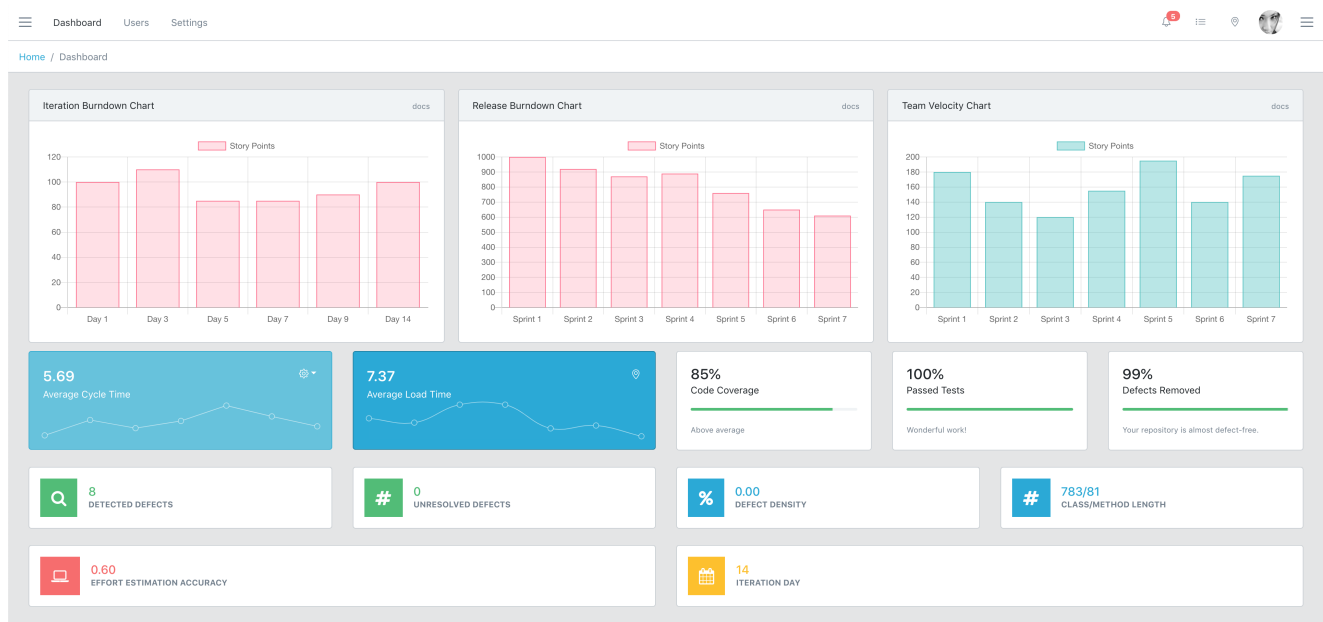 Dashboard Users Settings 5
Home / Dashboard
Iteration Burndown Chart docs
Story Points
120
100
80
60
40
20
0
Day 1 Day 3 Day 5 Day 7 Day 9 Day 14
Release Burndown Chart docs
Story Points
1000
900
800
700
600
500
400
300
200
100
0
Sprint 1 Sprint 2 Sprint 3 Sprint 4 Sprint 5 Sprint 6 Sprint 7
Team Velocity Chart docs
Story Points
200
180
160
140
120
100
80
60
40
20
0
Sprint 1 Sprint 2 Sprint 3 Sprint 4 Sprint 5 Sprint 6 Sprint 7
5.69
Average Cycle Time
7.37
Average Load Time
85%
Code Coverage
Above average
100%
Passed Tests
Wonderful work!
99%
Defects Removed
Your repository is almost defect-free.
8
DETECTED DEFECTS
#
0
UNRESOLVED DEFECTS
%
0.00
DEFECT DENSITY
#
783/81
CLASS/METHOD LENGTH
0.60
EFFORT ESTIMATION ACCURACY
14
ITERATION DAY